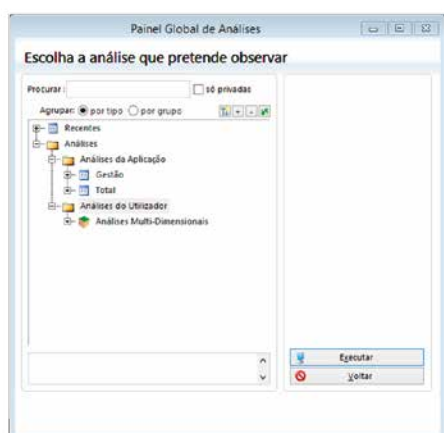 Painel Global de Análises
Escolha a análise que pretende observar
Procurar: só privadas
Agrupar: por tipo por grupo
Recentes
Análises
Análises da Aplicação
Gestão
Total
Análises do Utilizador
Análises Multi-Dimensionais
Executar
Voltar